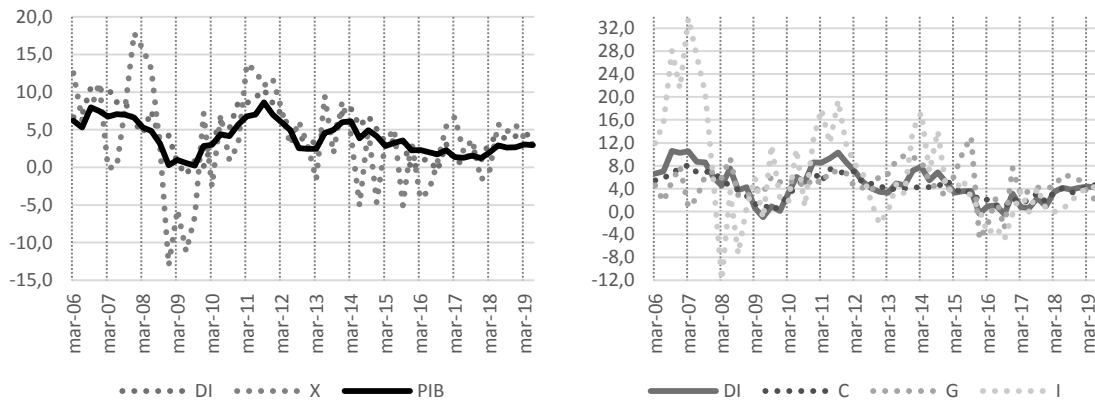 20,0
15,0
10,0
5,0
0,0
-5,0
-10,0
-15,0
mar-06
mar-07
mar-08
mar-09
mar-10
mar-11
mar-12
mar-13
mar-14
mar-15
mar-16
mar-17
mar-18
mar-19
DI X PIB
32,0
28,0
24,0
20,0
16,0
12,0
8,0
4,0
0,0
-4,0
-8,0
-12,0
mar-06
mar-07
mar-08
mar-09
mar-10
mar-11
mar-12
mar-13
mar-14
mar-15
mar-16
mar-17
mar-18
mar-19
DI C G I